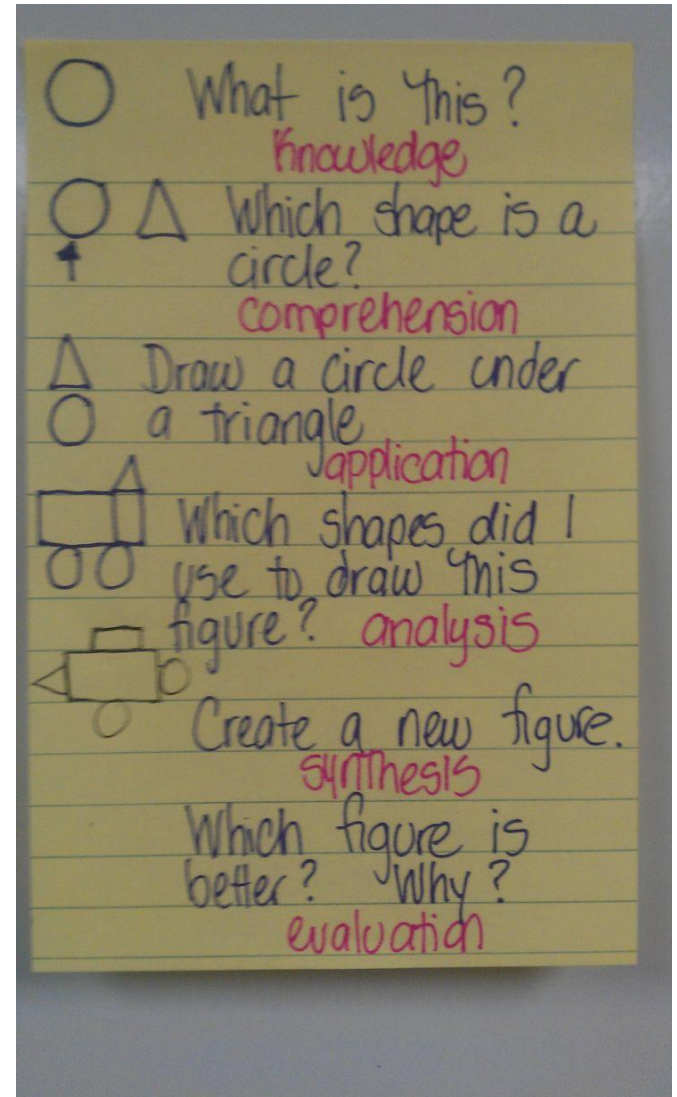 What is this?
Knowledge
Which shape is a
circle?
comprehension
Draw a circle under
a triangle
application
Which shapes did I
use to draw this
figure? analysis
Create a new figure.
synthesis
Which figure is
better? Why?
evaluation